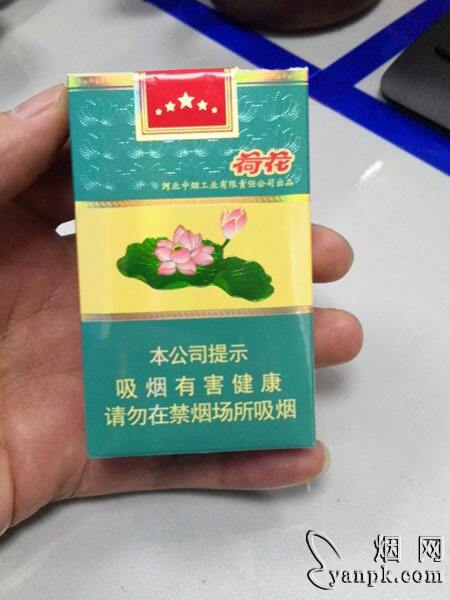 荷花
河北中烟工业有限责任公司出品
本公司提示
吸烟有害健康
请勿在禁烟场所吸烟
烟网
yanpk.com